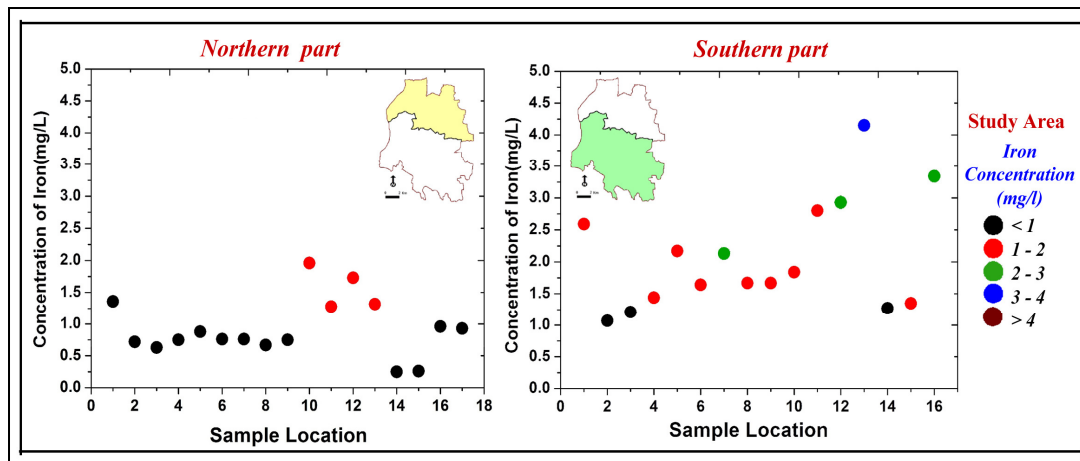 Northern part
Concentration of Iron(mg/L)
5.0
4.5
4.0
3.5
3.0
2.5
2.0
1.5
1.0
0.5
0.0
0 2 4 6 8 10 12 14 16 18
Sample Location
Southern part
Concentration of Iron(mg/L)
5.0
4.5
4.0
3.5
3.0
2.5
2.0
1.5
1.0
0.5
0.0
0 2 4 6 8 10 12 14 16
Sample Location
Study Area
Iron
Concentration
(mg/l)
< 1
1 - 2
2 - 3
3 - 4
> 4